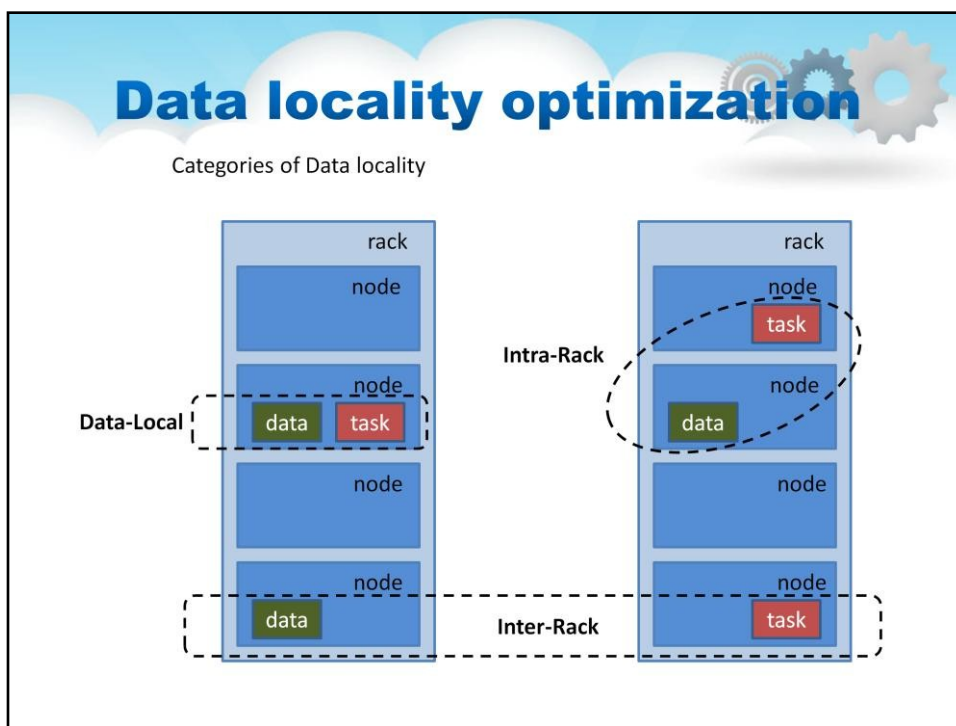 Data locality optimization
Categories of Data locality
rack
node
node
Data-Local
data task
node
node
data
rack
node
task
Intra-Rack
node
data
node
node
Inter-Rack
task